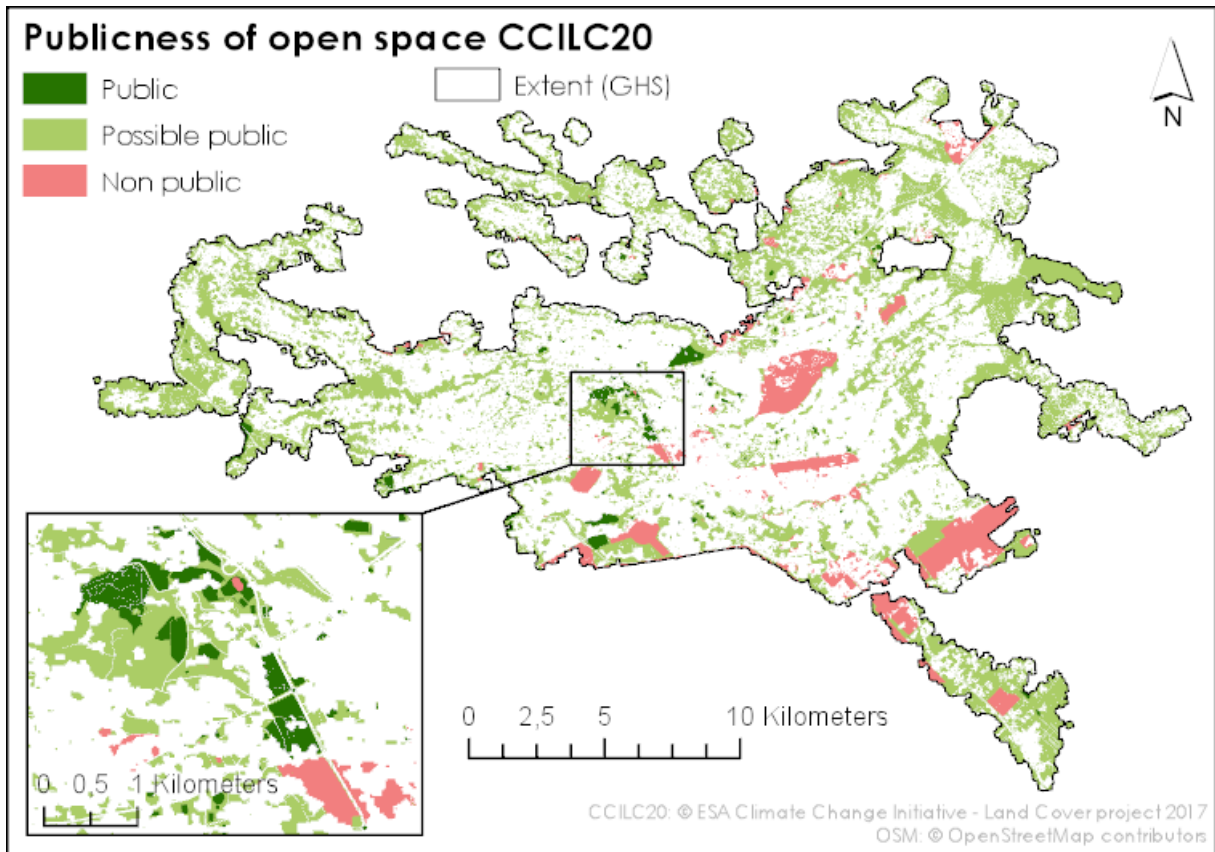 Publicness of open space CCILC20
Public
Extent (GHS)
Possible public
Non public
N
0 2,5 5 10 Kilometers
0 0,5 1 Kilometers
CCILC20: © ESA Climate Change Initiative - Land Cover project 2017
OSM: © OpenStreetMap contributors